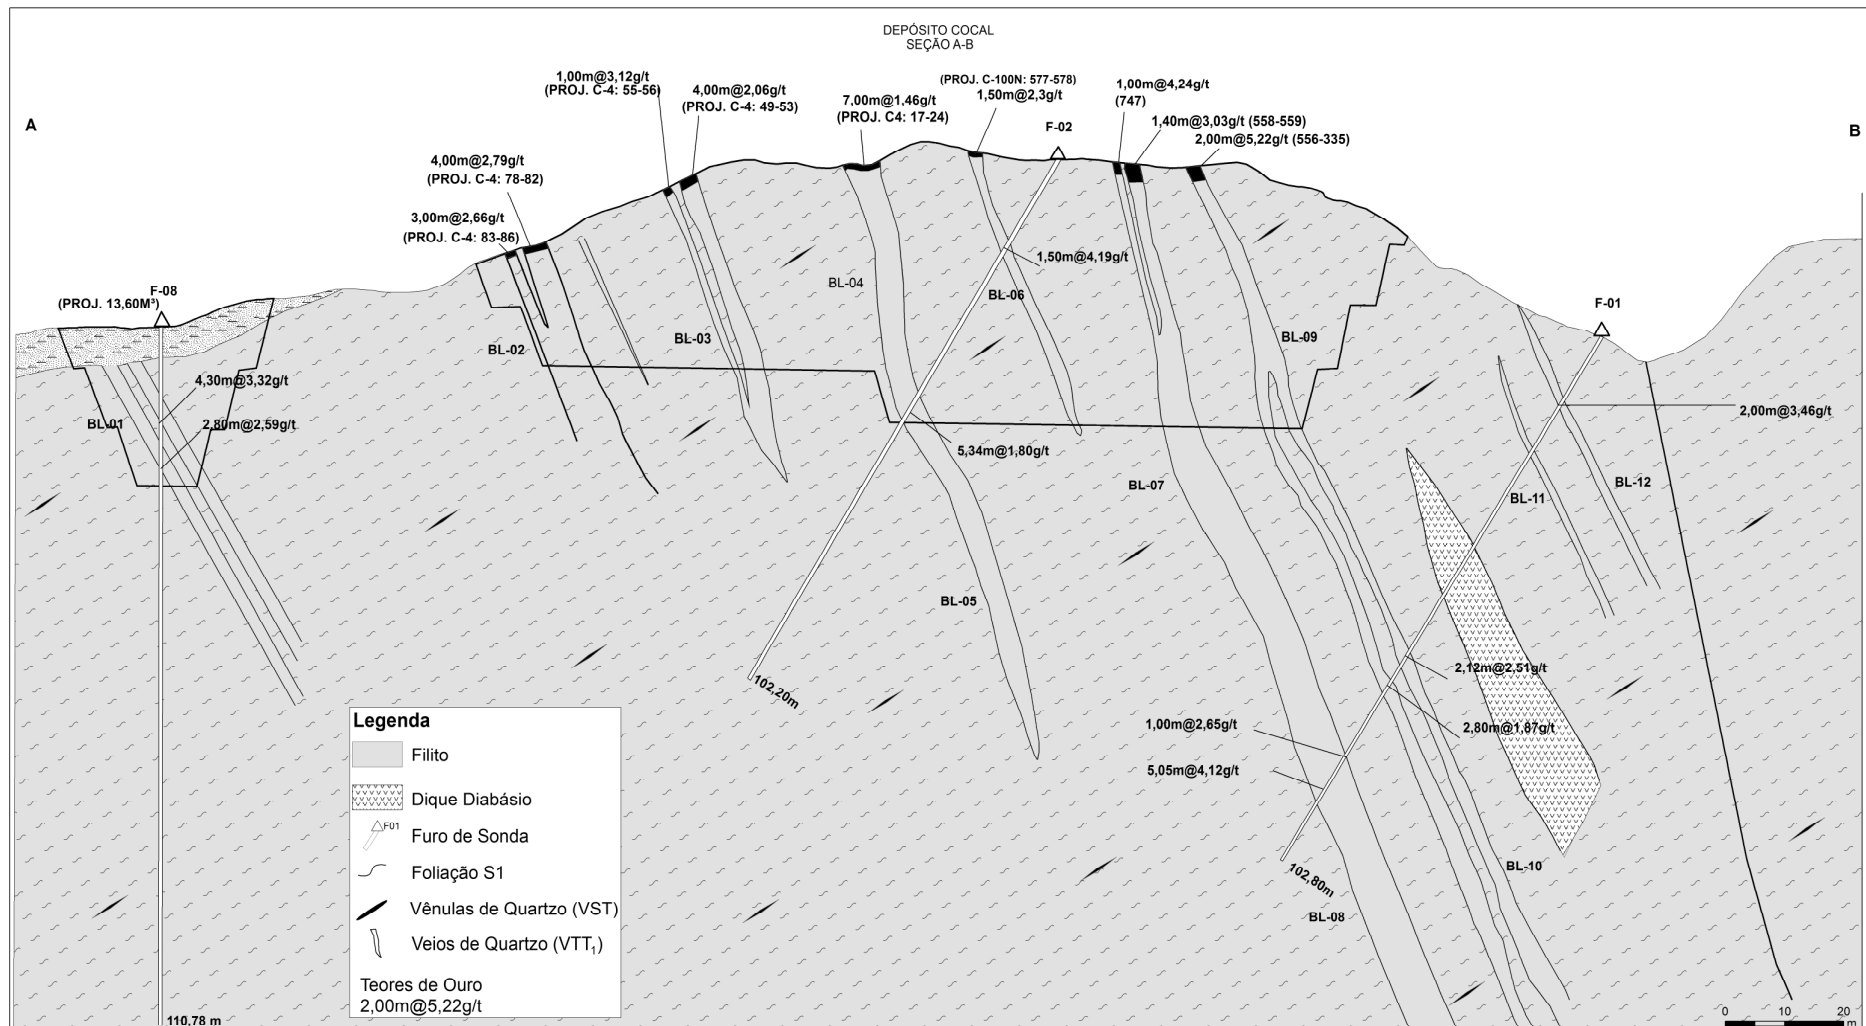 DEPÓSITO COCAL
SEÇÃO A-B
A
B
1,00m@3,12g/t
(PROJ. C-4: 55-56)
4,00m@2,06g/t
(PROJ. C-4: 49-53)
7,00m@1,46g/t
(PROJ. C4: 17-24)
(PROJ. C-100N: 577-578)
1,50m@2,3g/t
F-02
1,00m@4,24g/t
(747)
1,40m@3,03g/t (558-559)
2,00m@5,22g/t (556-335)
4,00m@2,79g/t
(PROJ. C-4: 78-82)
3,00m@2,66g/t
(PROJ. C-4: 83-86)
F-08
(PROJ. 13,60M³)
F-01
1,50m@4,19g/t
BL-04
BL-06
BL-03
BL-02
BL-09
4,30m@3,32g/t
BL-01
2,80m@2,59g/t
2,00m@3,46g/t
5,34m@1,80g/t
BL-07
BL-11
BL-12
BL-05
102,20m
2,12m@2,51g/t
1,00m@2,65g/t
2,80m@1,87g/t
5,05m@4,12g/t
102,80m
BL-10
BL-08
Legenda
Filito
Dique Diabásio
F01
Furo de Sonda
Foliação S1
Vênulas de Quartzo (VST)
Veios de Quartzo (VTT₁)
Teores de Ouro
2,00m@5,22g/t
110,78 m
0 10 20
m